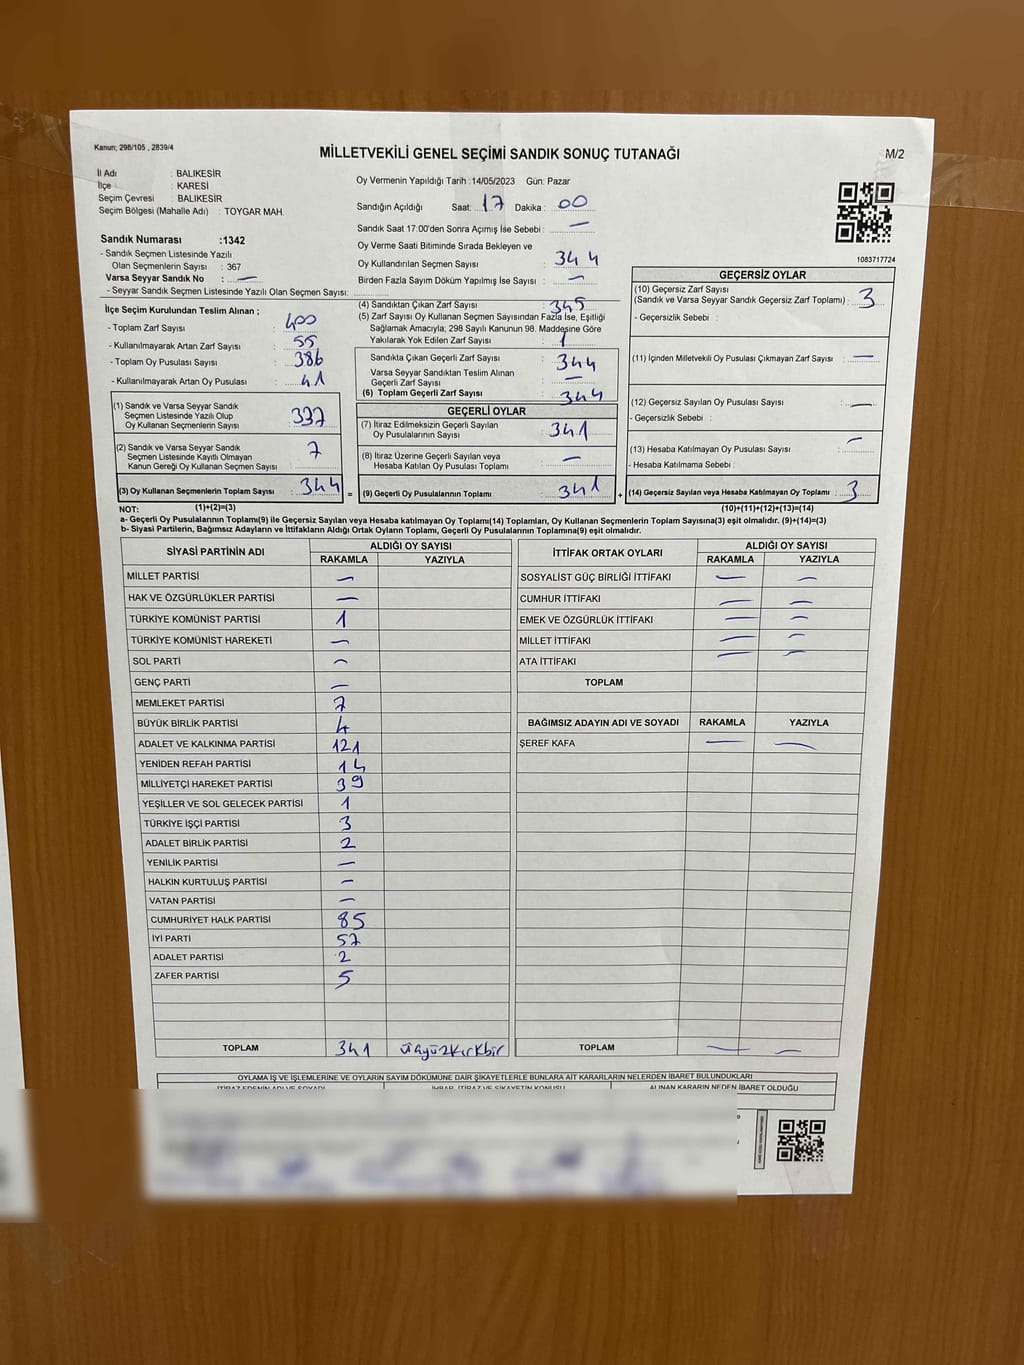 Kanun; 298/105 , 2839/4
MİLLETVEKİLİ GENEL SEÇİMİ SANDIK SONUÇ TUTANAĞI
M/2
İl Adı : BALIKESİR
İlçe : KARESİ
Seçim Çevresi : BALIKESİR
Seçim Bölgesi (Mahalle Adı) : TOYGAR MAH.
Oy Vermenin Yapıldığı Tarih :14/05/2023 Gün: Pazar
Sandığın Açıldığı Saat: 17 Dakika : 00
Sandık Saat 17:00'den Sonra Açımış İse Sebebi : —
Oy Verme Saati Bitiminde Sırada Bekleyen ve
Oy Kullandırılan Seçmen Sayısı : 344
Birden Fazla Sayım Döküm Yapılmış İse Sayısı : —
1083717724
Sandık Numarası :1342
- Sandık Seçmen Listesinde Yazılı
Olan Seçmenlerin Sayısı : 367
Varsa Seyyar Sandık No : —
- Seyyar Sandık Seçmen Listesinde Yazılı Olan Seçmen Sayısı:
İlçe Seçim Kurulundan Teslim Alınan ;
- Toplam Zarf Sayısı : 400
- Kullanılmayarak Artan Zarf Sayısı : 55
- Toplam Oy Pusulası Sayısı : 386
- Kullanılmayarak Artan Oy Pusulası : 41
(1) Sandık ve Varsa Seyyar Sandık
Seçmen Listesinde Yazılı Olup
Oy Kullanan Seçmenlerin Sayısı : 337
(2) Sandık ve Varsa Seyyar Sandık
Seçmen Listesinde Kayıtlı Olmayan
Kanun Gereği Oy Kullanan Seçmen Sayısı : 7
(3) Oy Kullanan Seçmenlerin Toplam Sayısı : 344 =
(4) Sandıktan Çıkan Zarf Sayısı : 345
(5) Zarf Sayısı Oy Kullanan Seçmen Sayısından Fazla İse, Eşitliği
Sağlamak Amacıyla; 298 Sayılı Kanunun 98. Maddesine Göre
Yakılarak Yok Edilen Zarf Sayısı : 1
Sandıkta Çıkan Geçerli Zarf Sayısı : 344
Varsa Seyyar Sandıktan Teslim Alınan
Geçerli Zarf Sayısı : —
(6) Toplam Geçerli Zarf Sayısı : 344
GEÇERLİ OYLAR
(7) İtiraz Edilmeksizin Geçerli Sayılan
Oy Pusulalarının Sayısı : 341
(8) İtiraz Üzerine Geçerli Sayılan veya
Hesaba Katılan Oy Pusulası Toplamı : —
(9) Geçerli Oy Pusulalarının Toplamı : 341 +
GEÇERSİZ OYLAR
(10) Geçersiz Zarf Sayısı
(Sandık ve Varsa Seyyar Sandık Geçersiz Zarf Toplamı) : 3
- Geçersizlik Sebebi :
(11) İçinden Milletvekili Oy Pusulası Çıkmayan Zarf Sayısı : —
(12) Geçersiz Sayılan Oy Pusulası Sayısı : —
- Geçersizlik Sebebi :
(13) Hesaba Katılmayan Oy Pusulası Sayısı : —
- Hesaba Katılmama Sebebi :
(14) Geçersiz Sayılan veya Hesaba Katılmayan Oy Toplamı : 3
NOT: (1)+(2)=(3) (10)+(11)+(12)+(13)=(14)
a- Geçerli Oy Pusulalarının Toplamı(9) ile Geçersiz Sayılan veya Hesaba katılmayan Oy Toplamı(14) Toplamları, Oy Kullanan Seçmenlerin Toplam Sayısına(3) eşit olmalıdır. (9)+(14)=(3)
b- Siyasi Partilerin, Bağımsız Adayların ve İttifakların Aldığı Ortak Oyların Toplamı, Geçerli Oy Pusulalarının Toplamına(9) eşit olmalıdır.
SİYASİ PARTİNİN ADI ALDIĞI OY SAYISI
RAKAMLA YAZIYLA
MİLLET PARTİSİ —
HAK VE ÖZGÜRLÜKLER PARTİSİ —
TÜRKİYE KOMÜNİST PARTİSİ 1
TÜRKİYE KOMÜNİST HAREKETİ —
SOL PARTİ —
GENÇ PARTİ —
MEMLEKET PARTİSİ 7
BÜYÜK BİRLİK PARTİSİ 4
ADALET VE KALKINMA PARTİSİ 121
YENİDEN REFAH PARTİSİ 14
MİLLİYETÇİ HAREKET PARTİSİ 39
YEŞİLLER VE SOL GELECEK PARTİSİ 1
TÜRKİYE İŞÇİ PARTİSİ 3
ADALET BİRLİK PARTİSİ 2
YENİLİK PARTİSİ —
HALKIN KURTULUŞ PARTİSİ —
VATAN PARTİSİ —
CUMHURİYET HALK PARTİSİ 85
İYİ PARTİ 57
ADALET PARTİSİ 2
ZAFER PARTİSİ 5
TOPLAM 341 üçyüzkırkbir
İTTİFAK ORTAK OYLARI ALDIĞI OY SAYISI
RAKAMLA YAZIYLA
SOSYALİST GÜÇ BİRLİĞİ İTTİFAKI — —
CUMHUR İTTİFAKI — —
EMEK VE ÖZGÜRLÜK İTTİFAKI — —
MİLLET İTTİFAKI — —
ATA İTTİFAKI — —
TOPLAM
BAĞIMSIZ ADAYIN ADI VE SOYADI RAKAMLA YAZIYLA
ŞEREF KAFA — —
TOPLAM — —
OYLAMA İŞ VE İŞLEMLERİNE VE OYLARIN SAYIM DÖKÜMÜNE DAİR ŞİKAYETLERLE BUNLARA AİT KARARLARIN NELERDEN İBARET BULUNDUKLARI
İTİRAZ EDENİN ADI VE SOYADI İHBAR, İTİRAZ VE ŞİKAYETİN KONUSU ALINAN KARARIN NEDEN İBARET OLDUĞU